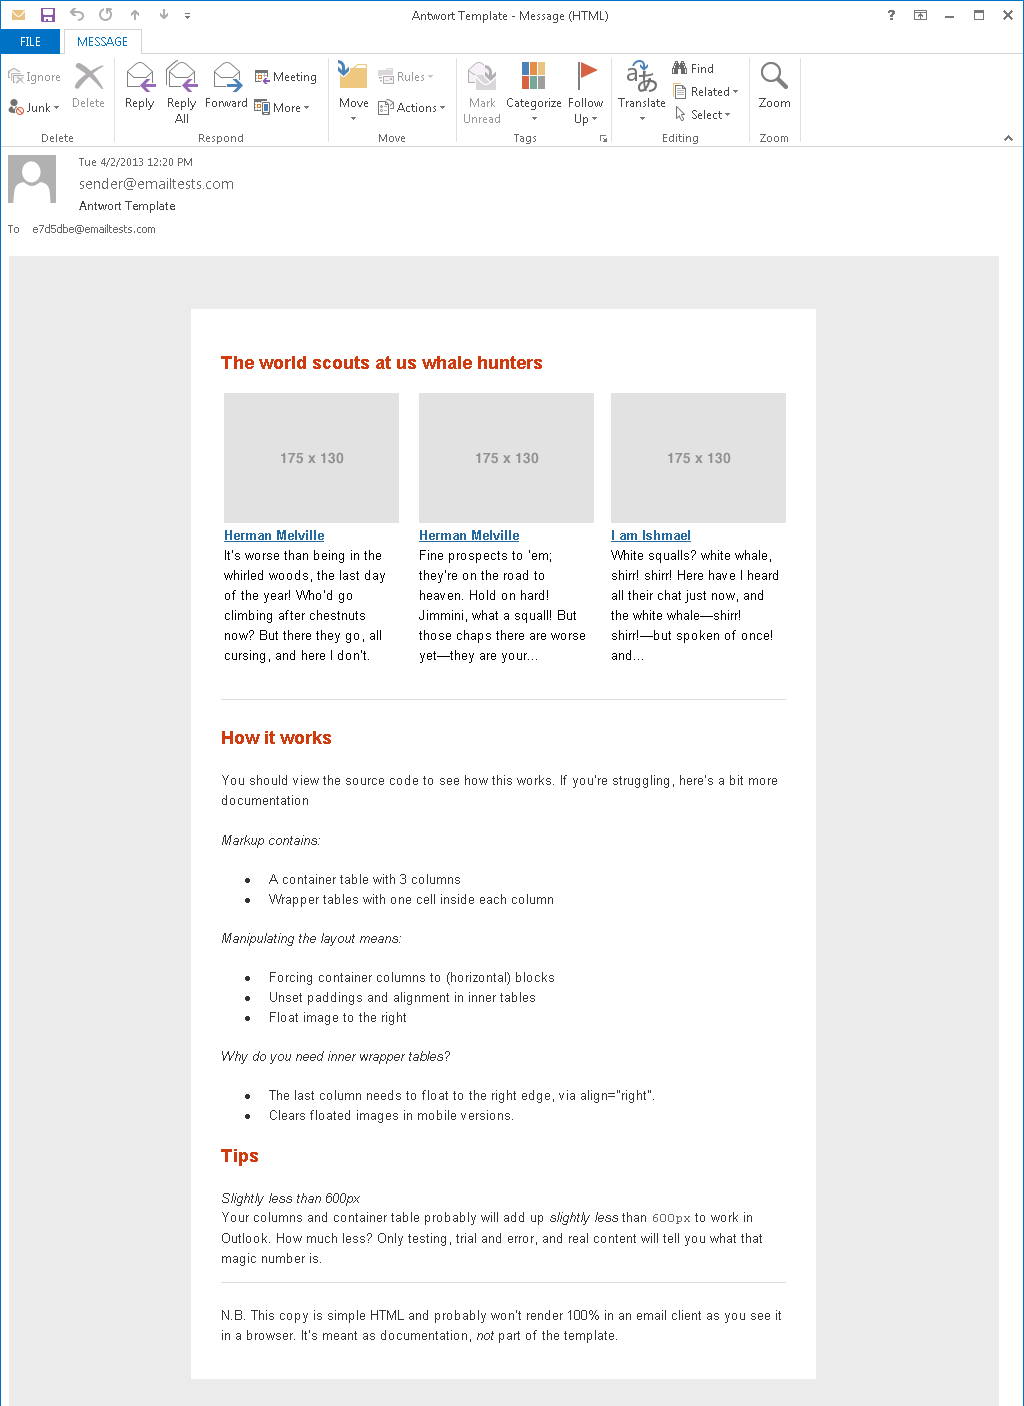 Antwort Template - Message (HTML)
?
FILE
MESSAGE
Ignore
Junk
Delete
Delete
Reply
Reply
All
Forward
Meeting
More
Respond
Move
Rules
Actions
Move
Mark
Unread
Categorize
Follow
Up
Tags
Translate
Find
Related
Select
Editing
Zoom
Zoom
Tue 4/2/2013 12:20 PM
sender@emailtests.com
Antwort Template
To e7d5dbe@emailtests.com
The world scouts at us whale hunters
175 x 130
Herman Melville
It's worse than being in the
whirled woods, the last day
of the year! Who'd go
climbing after chestnuts
now? But there they go, all
cursing, and here I don't.
175 x 130
Herman Melville
Fine prospects to 'em;
they're on the road to
heaven. Hold on hard!
Jimmini, what a squall! But
those chaps there are worse
yet—they are your...
175 x 130
I am Ishmael
White squalls? white whale,
shirr! shirr! Here have I heard
all their chat just now, and
the white whale—shirr!
shirr!—but spoken of once!
and...
How it works
You should view the source code to see how this works. If you're struggling, here's a bit more
documentation
Markup contains:
• A container table with 3 columns
• Wrapper tables with one cell inside each column
Manipulating the layout means:
• Forcing container columns to (horizontal) blocks
• Unset paddings and alignment in inner tables
• Float image to the right
Why do you need inner wrapper tables?
• The last column needs to float to the right edge, via align="right".
• Clears floated images in mobile versions.
Tips
Slightly less than 600px
Your columns and container table probably will add up slightly less than 600px to work in
Outlook. How much less? Only testing, trial and error, and real content will tell you what that
magic number is.
N.B. This copy is simple HTML and probably won't render 100% in an email client as you see it
in a browser. It's meant as documentation, not part of the template.